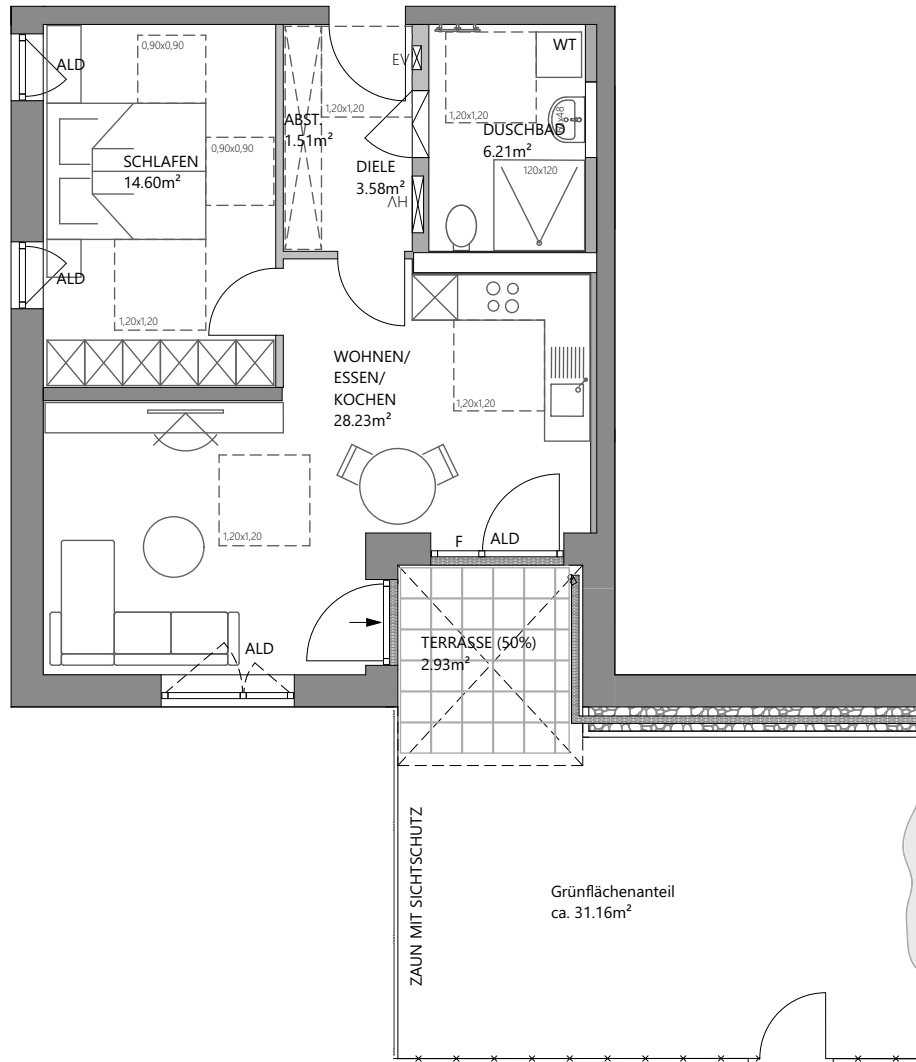 0,90x0,90
ALD
EV
WT
1,20x1,20
1,20x1,20
ABST.
1.51m²
DUSCHBAD
6.21m²
0,90x0,90
SCHLAFEN
14.60m²
DIELE
3.58m²
120x120
ALD
1,20x1,20
WOHNEN/
ESSEN/
KOCHEN
28.23m²
1,20x1,20
1,20x1,20
F
ALD
ALD
TERRASSE (50%)
2.93m²
ZAUN MIT SICHTSCHUTZ
Grünflächenanteil
ca. 31.16m²